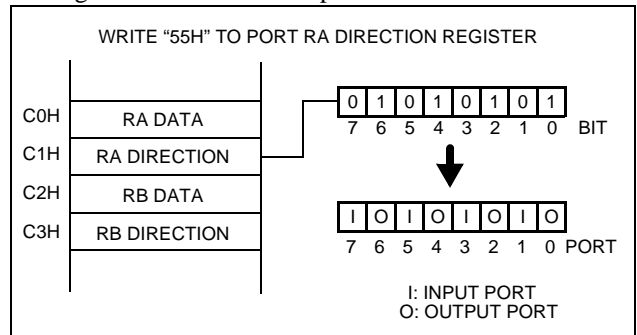 WRITE “55H” TO PORT RA DIRECTION REGISTER
0 1 0 1 0 1 0 1
7 6 5 4 3 2 1 0 BIT
C0H RA DATA
C1H RA DIRECTION
C2H RB DATA
C3H RB DIRECTION
I O I O I O I O
7 6 5 4 3 2 1 0 PORT
I: INPUT PORT
O: OUTPUT PORT